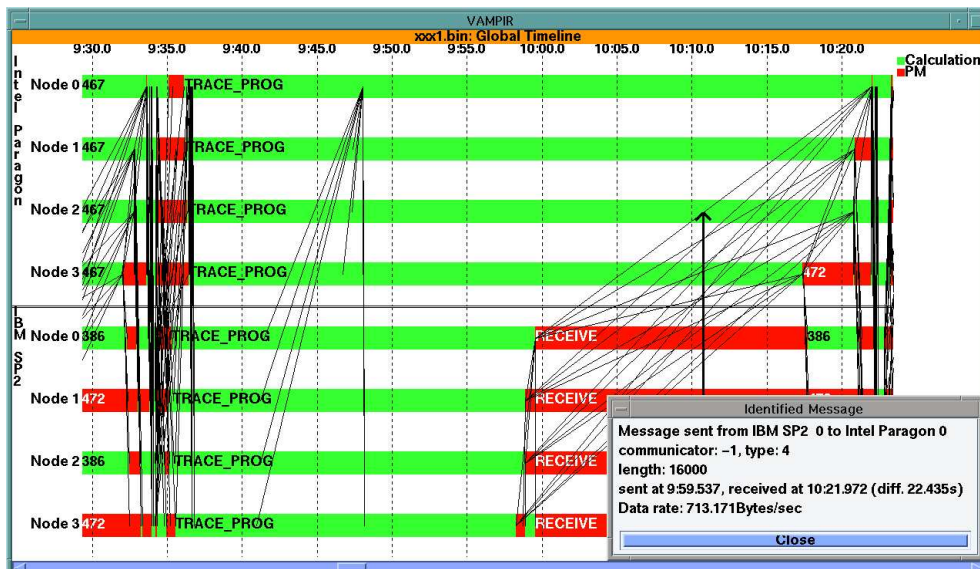 VAMPIR
xxx1.bin: Global Timeline
9:30.0 9:35.0 9:40.0 9:45.0 9:50.0 9:55.0 10:00.0 10:05.0 10:10.0 10:15.0 10:20.0
Calculation
PM
Intel Paragon
Node 0 467 TRACE_PROG
Node 1 467 TRACE_PROG
Node 2 467 TRACE_PROG
Node 3 467 TRACE_PROG 472
IBM SP2
Node 0 386 TRACE_PROG RECEIVE 386
Node 1 472 TRACE_PROG RECEIVE
Node 2 386 TRACE_PROG RECEIVE
Node 3 472 TRACE_PROG RECEIVE
Identified Message
Message sent from IBM SP2 0 to Intel Paragon 0
communicator: −1, type: 4
length: 16000
sent at 9:59.537, received at 10:21.972 (diff. 22.435s)
Data rate: 713.171Bytes/sec
Close